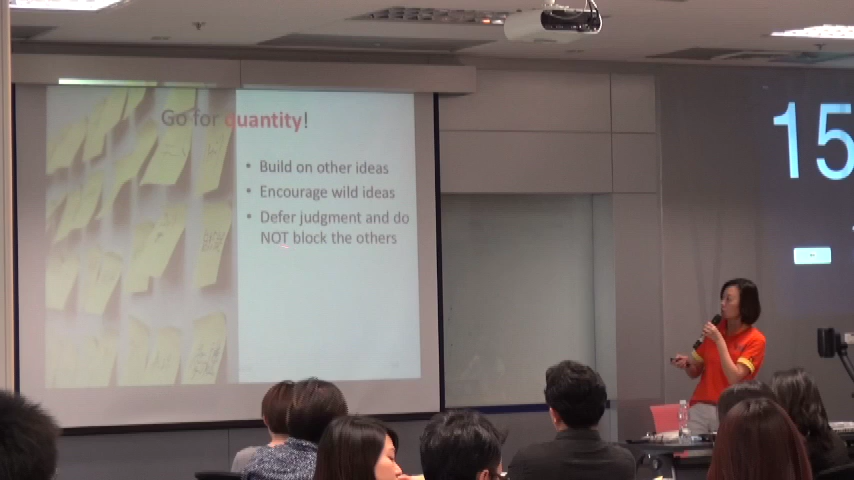 Go for quantity!
• Build on other ideas
• Encourage wild ideas
• Defer judgment and do
NOT block the others
15